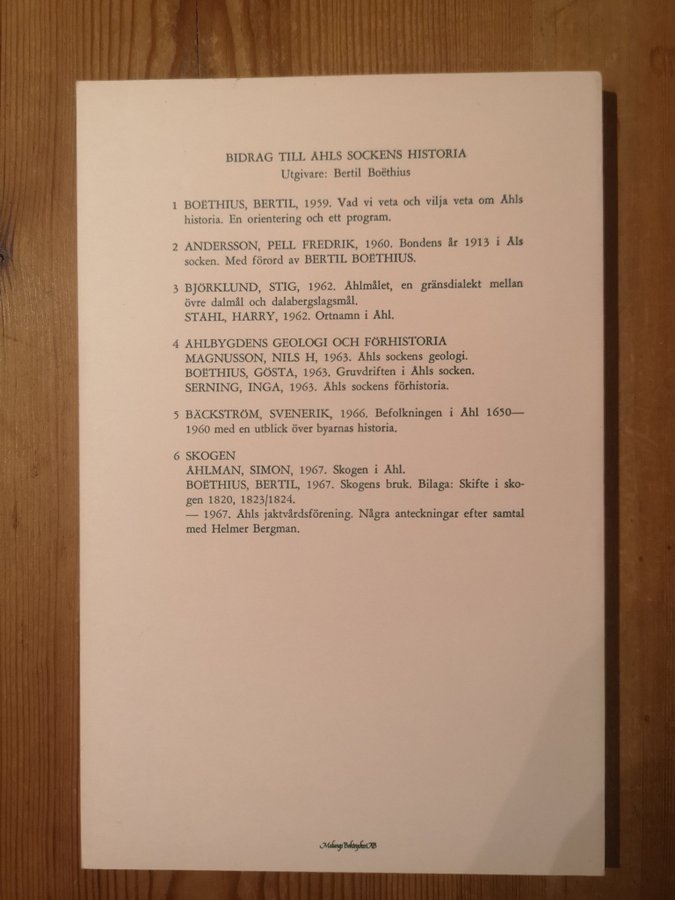 BIDRAG TILL ÅHLS SOCKENS HISTORIA
Utgivare: Bertil Boëthius
1 BOËTHIUS, BERTIL, 1959. Vad vi veta och vilja veta om Åhls
historia. En orientering och ett program.
2 ANDERSSON, PELL FREDRIK, 1960. Bondens år 1913 i Åls
socken. Med förord av BERTIL BOËTHIUS.
3 BJÖRKLUND, STIG, 1962. Åhlmålet, en gränsdialekt mellan
övre dalmål och dalabergslagsmål.
STÅHL, HARRY, 1962. Ortnamn i Åhl.
4 ÅHLBYGDENS GEOLOGI OCH FÖRHISTORIA
MAGNUSSON, NILS H, 1963. Åhls sockens geologi.
BOËTHIUS, GÖSTA, 1963. Gruvdriften i Åhls socken.
SERNING, INGA, 1963. Åhls sockens förhistoria.
5 BÄCKSTRÖM, SVENERIK, 1966. Befolkningen i Åhl 1650—
1960 med en utblick över byarnas historia.
6 SKOGEN
ÅHLMAN, SIMON, 1967. Skogen i Åhl.
BOËTHIUS, BERTIL, 1967. Skogens bruk. Bilaga: Skifte i sko-
gen 1820, 1823/1824.
— 1967. Åhls jaktvårdsförening. Några anteckningar efter samtal
med Helmer Bergman.
Malungs Boktryckeri AB